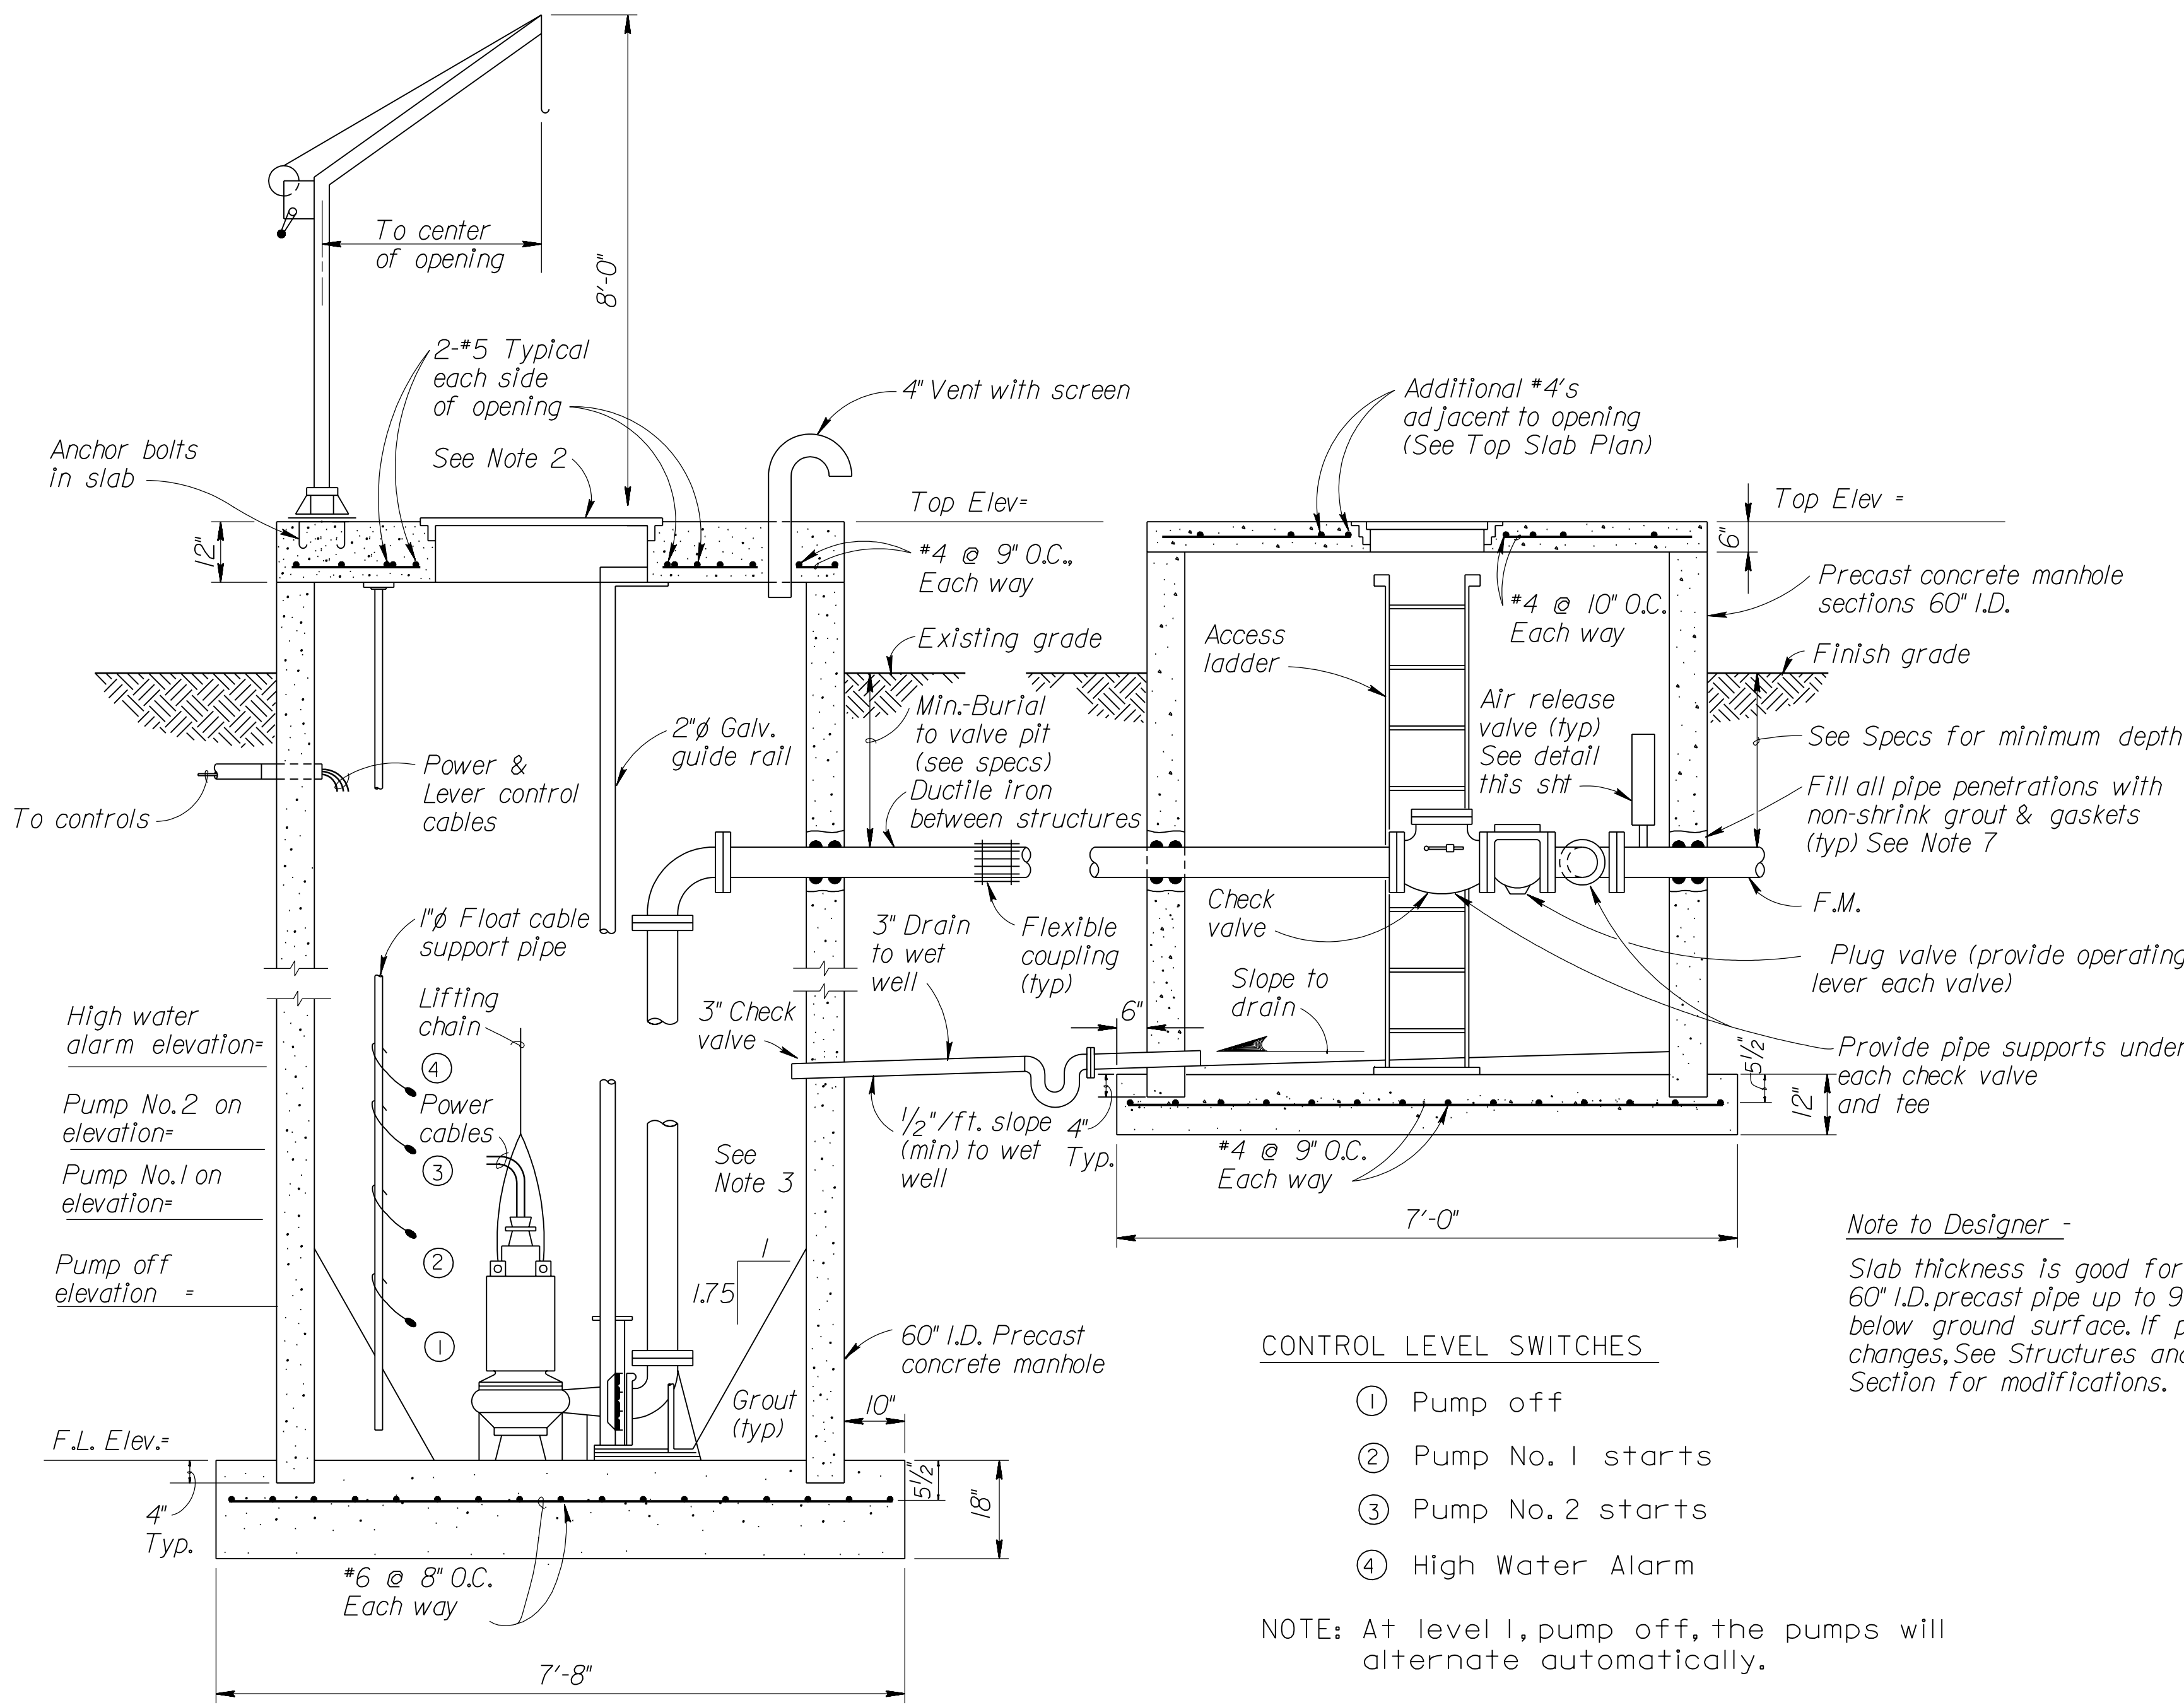 To center
of opening
8'-0"
2-#5 Typical
each side
of opening
See Note 2
Anchor bolts
in slab
12"
4" Vent with screen
Top Elev=
#4 @ 9" O.C.,
Each way
Existing grade
Min.-Burial
to valve pit
(see specs)
Ductile iron
between structures
2"ø Galv.
guide rail
Power &
Lever control
cables
To controls
1"ø Float cable
support pipe
Lifting
chain
4
Power
cables
3
2
1
High water
alarm elevation=
Pump No. 2 on
elevation=
Pump No. 1 on
elevation=
Pump off
elevation =
F.L. Elev.=
4"
Typ.
#6 @ 8" O.C.
Each way
7'-8"
3" Check
valve
3" Drain
to wet
well
Flexible
coupling
(typ)
1/2"/ft. slope
(min) to wet
well
See
Note 3
1
1.75
60" I.D. Precast
concrete manhole
Grout
(typ)
10"
5 1/2"
18"
Additional #4's
adjacent to opening
(See Top Slab Plan)
Top Elev =
6"
#4 @ 10" O.C.
Each way
Precast concrete manhole
sections 60" I.D.
Finish grade
Access
ladder
Air release
valve (typ)
See detail
this sht
See Specs for minimum depth
Fill all pipe penetrations with
non-shrink grout & gaskets
(typ) See Note 7
F.M.
Check
valve
Plug valve (provide operating
lever each valve)
Slope to
drain
6"
Provide pipe supports under
each check valve
and tee
5 1/2"
12"
4"
Typ.
#4 @ 9" O.C.
Each way
7'-0"
Note to Designer -
Slab thickness is good for
60" I.D. precast pipe up to 9
below ground surface. If p
changes, See Structures an
Section for modifications.
CONTROL LEVEL SWITCHES
1 Pump off
2 Pump No. 1 starts
3 Pump No. 2 starts
4 High Water Alarm
NOTE: At level 1, pump off, the pumps will
alternate automatically.